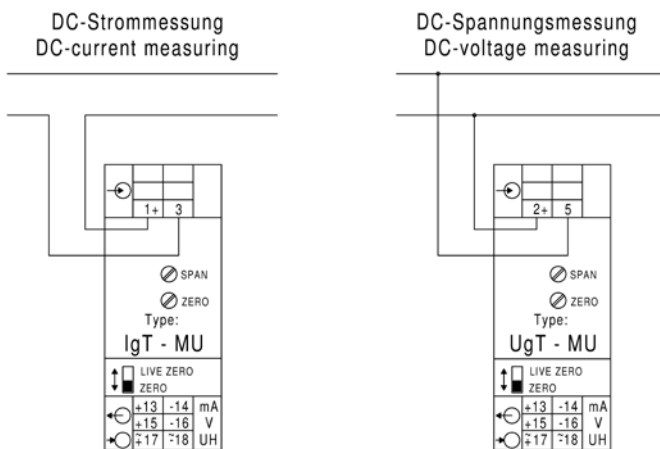 DC-Strommessung
DC-current measuring
1+ 3
SPAN
ZERO
Type:
IgT - MU
LIVE ZERO
ZERO
+13 -14 mA
+15 -16 V
≂17 ≂18 UH
DC-Spannungsmessung
DC-voltage measuring
2+ 5
SPAN
ZERO
Type:
UgT - MU
LIVE ZERO
ZERO
+13 -14 mA
+15 -16 V
≂17 ≂18 UH